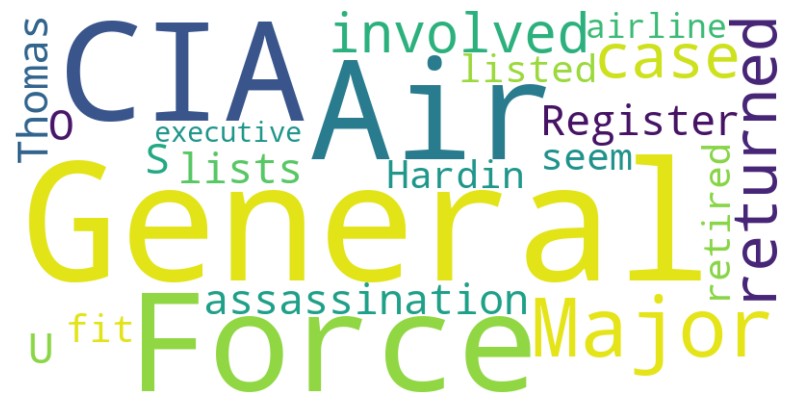 Thomas
CIA
Air
involved
airline
listed
case
returned
O
executive
Register
S
lists
Hardin
seem
General
retired
assassination
U
fit
Force
Major